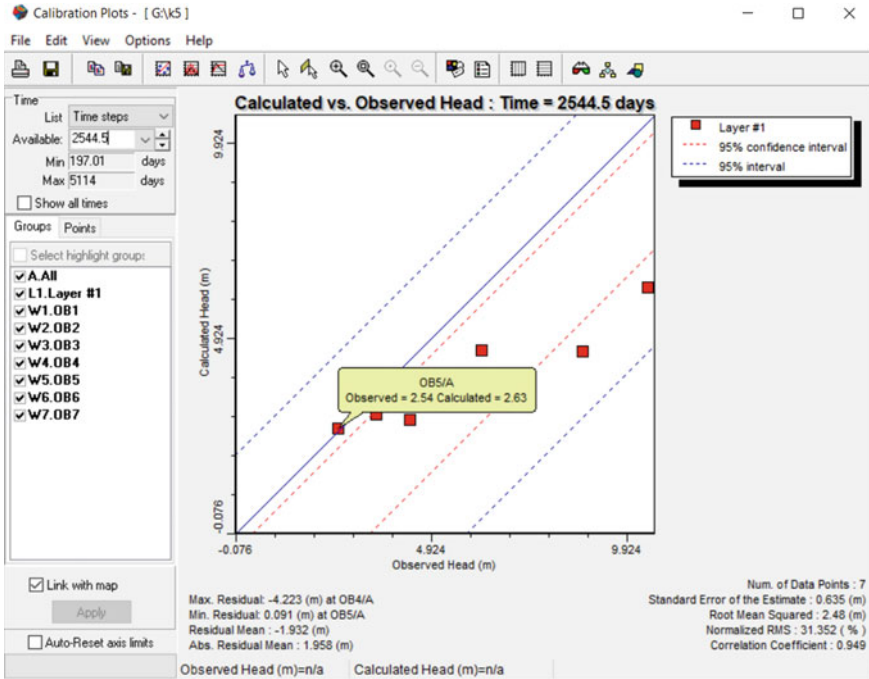 Calibration Plots - [ G:\k5 ]
File Edit View Options Help
Time
List Time steps
Available: 2544.5
Min 197.01 days
Max 5114 days
Show all times
Groups Points
Select highlight group:
A.All
L1.Layer #1
W1.OB1
W2.OB2
W3.OB3
W4.OB4
W5.OB5
W6.OB6
W7.OB7
Link with map
Apply
Auto-Reset axis limits
Calculated vs. Observed Head : Time = 2544.5 days
Layer #1
95% confidence interval
95% interval
9.924
4.924
-0.076
Calculated Head (m)
OB5/A
Observed = 2.54 Calculated = 2.63
-0.076 4.924 9.924
Observed Head (m)
Max. Residual: -4.223 (m) at OB4/A
Min. Residual: 0.091 (m) at OB5/A
Residual Mean : -1.932 (m)
Abs. Residual Mean : 1.958 (m)
Num. of Data Points : 7
Standard Error of the Estimate : 0.635 (m)
Root Mean Squared : 2.48 (m)
Normalized RMS : 31.352 ( % )
Correlation Coefficient : 0.949
Observed Head (m)=n/a Calculated Head (m)=n/a